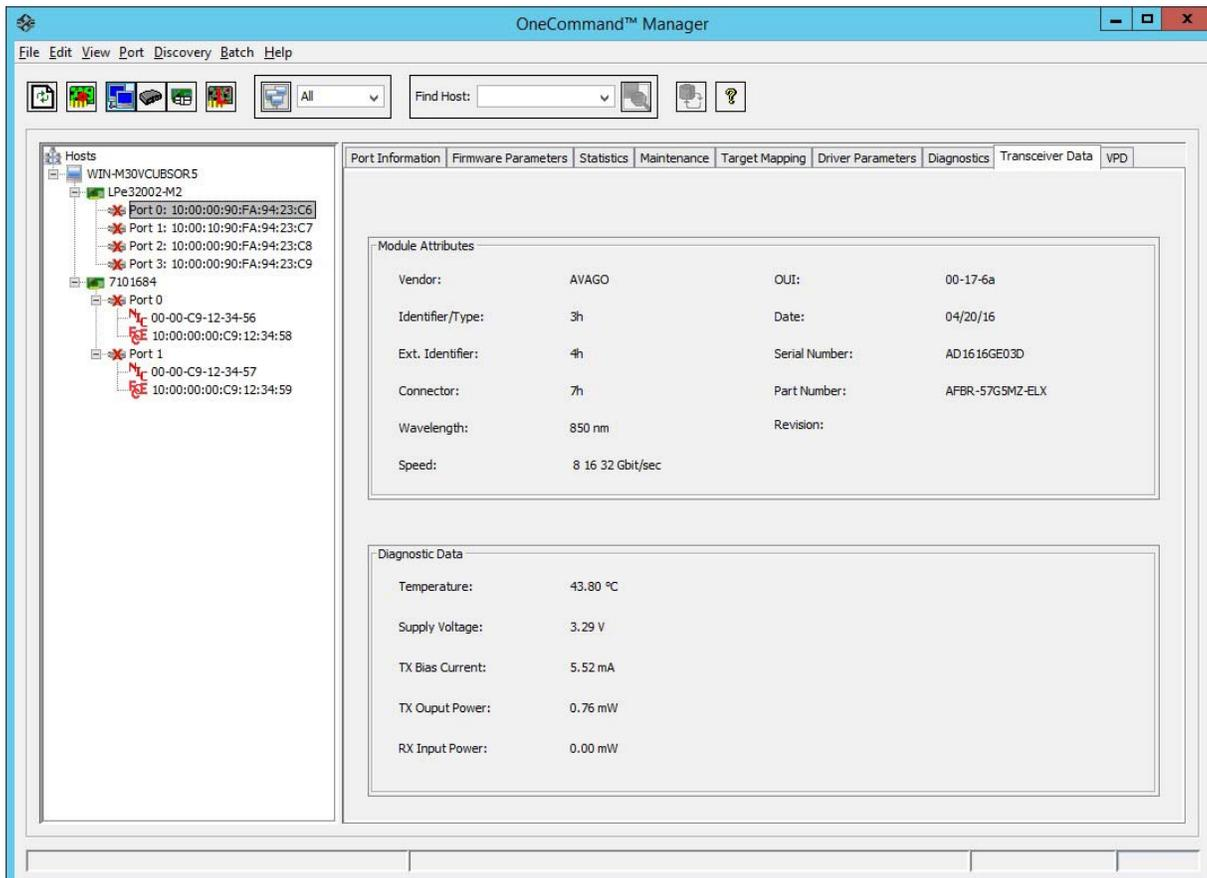 OneCommand™ Manager
File Edit View Port Discovery Batch Help
All
Find Host:
Hosts
WIN-M30VCUBSOR5
LPe32002-M2
Port 0: 10:00:00:90:FA:94:23:C6
Port 1: 10:00:10:90:FA:94:23:C7
Port 2: 10:00:00:90:FA:94:23:C8
Port 3: 10:00:00:90:FA:94:23:C9
7101684
Port 0
NIC 00-00-C9-12-34-56
FCoE 10:00:00:00:C9:12:34:58
Port 1
NIC 00-00-C9-12-34-57
FCoE 10:00:00:00:C9:12:34:59
Port Information Firmware Parameters Statistics Maintenance Target Mapping Driver Parameters Diagnostics Transceiver Data VPD
Module Attributes
Vendor: AVAGO OUI: 00-17-6a
Identifier/Type: 3h Date: 04/20/16
Ext. Identifier: 4h Serial Number: AD1616GE03D
Connector: 7h Part Number: AFBR-57G5MZ-ELX
Wavelength: 850 nm Revision:
Speed: 8 16 32 Gbit/sec
Diagnostic Data
Temperature: 43.80 ºC
Supply Voltage: 3.29 V
TX Bias Current: 5.52 mA
TX Ouput Power: 0.76 mW
RX Input Power: 0.00 mW